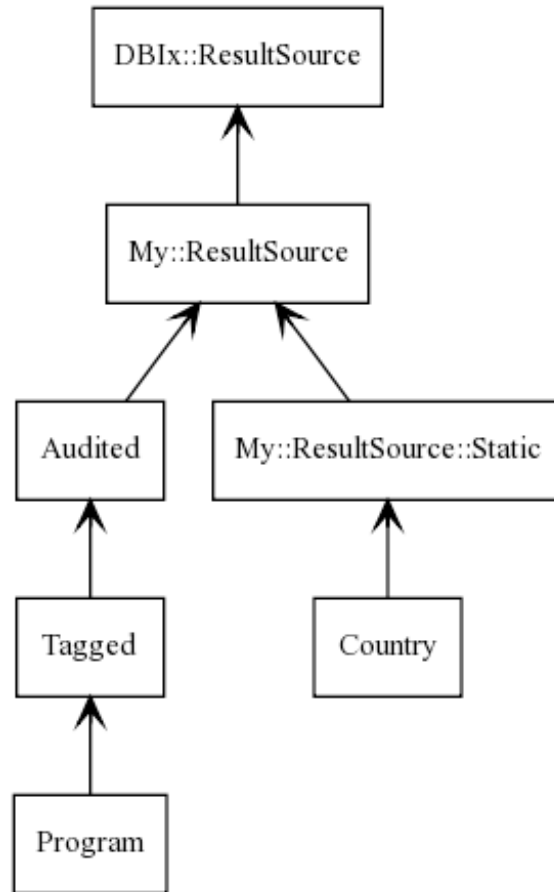 DBIx::ResultSource
My::ResultSource
Audited
My::ResultSource::Static
Tagged
Country
Program